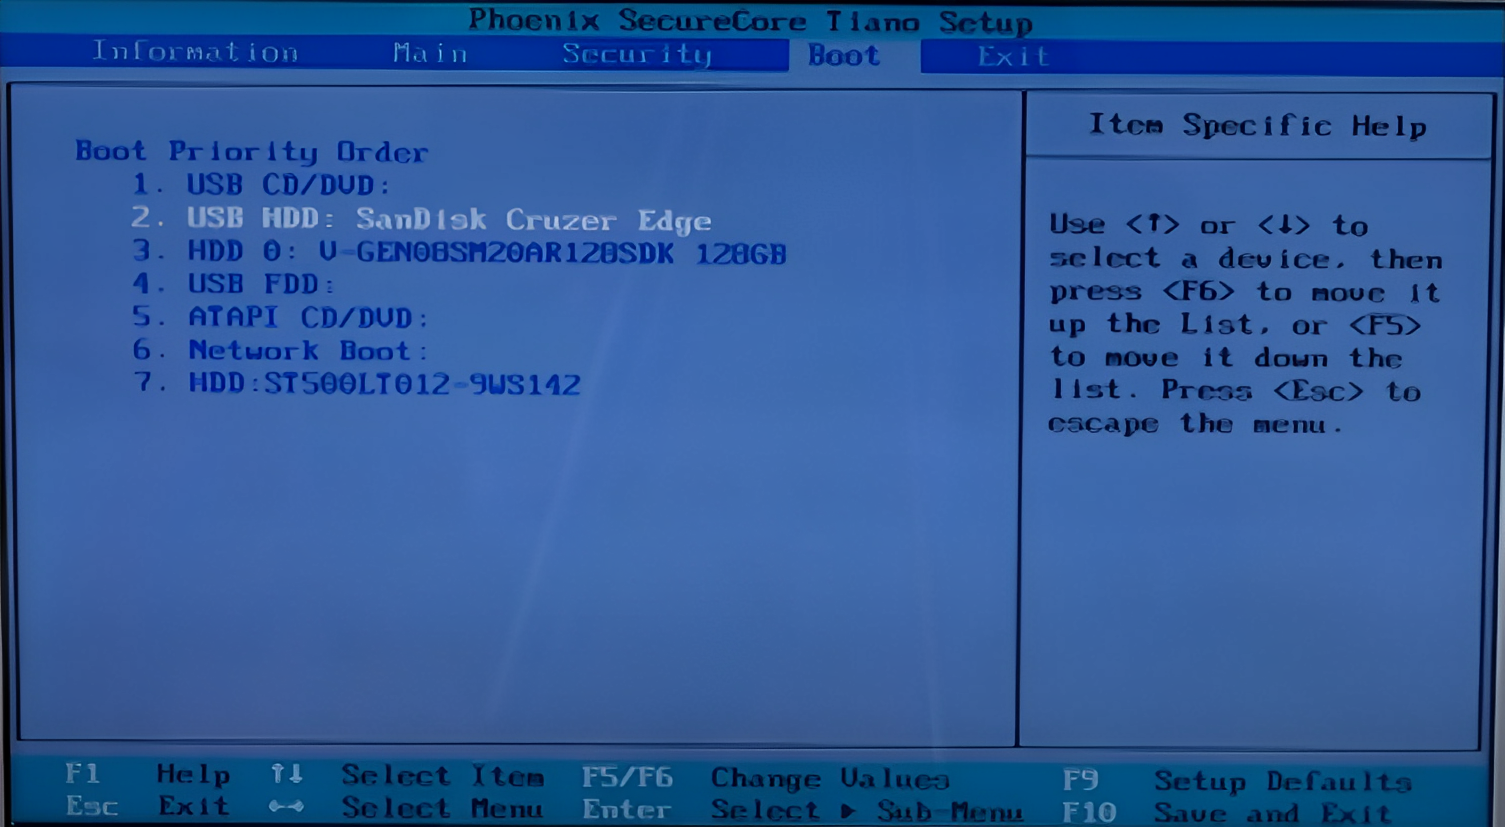 Phoenix SecureCore Tiano Setup
Information Main Security Boot Exit
Boot Priority Order
1. USB CD/DVD:
2. USB HDD: SanDisk Cruzer Edge
3. HDD 0: V-GEN08SM20AR128SDK 128GB
4. USB FDD:
5. ATAPI CD/DVD:
6. Network Boot:
7. HDD:ST500LT012-9WS142
Item Specific Help
Use <↑> or <↓> to
select a device, then
press <F6> to move it
up the List, or <F5>
to move it down the
list. Press <Esc> to
escape the menu.
F1 Help ↑↓ Select Item F5/F6 Change Values F9 Setup Defaults
Esc Exit ↔ Select Menu Enter Select ▶ Sub-Menu F10 Save and Exit